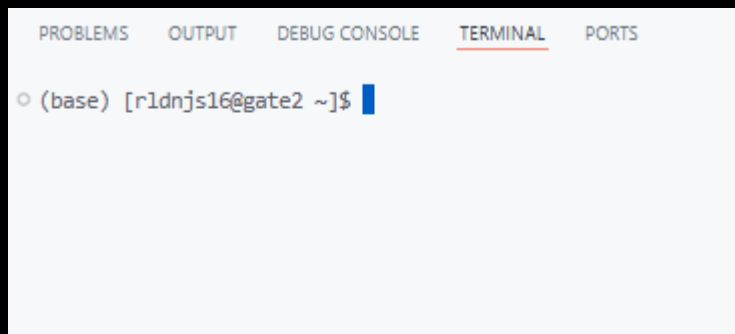 PROBLEMS OUTPUT DEBUG CONSOLE TERMINAL PORTS
(base) [rldnjs16@gate2 ~]$